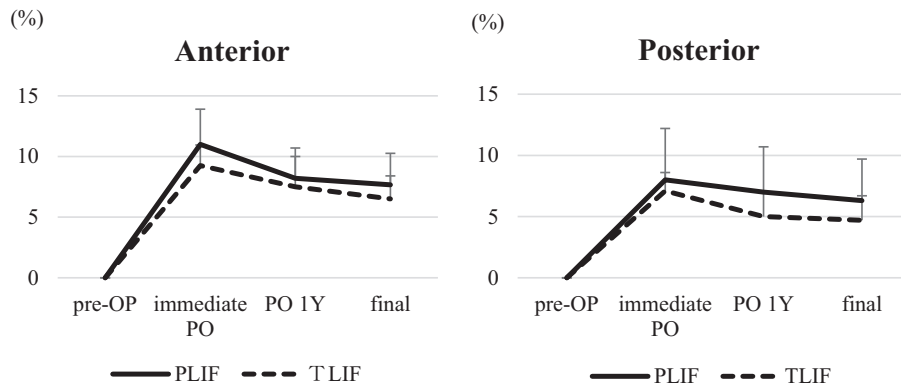 (%)
Anterior
15
10
5
0
pre-OP immediate PO PO 1Y final
PLIF TLIF
(%)
Posterior
15
10
5
0
pre-OP immediate PO PO 1Y final
PLIF TLIF